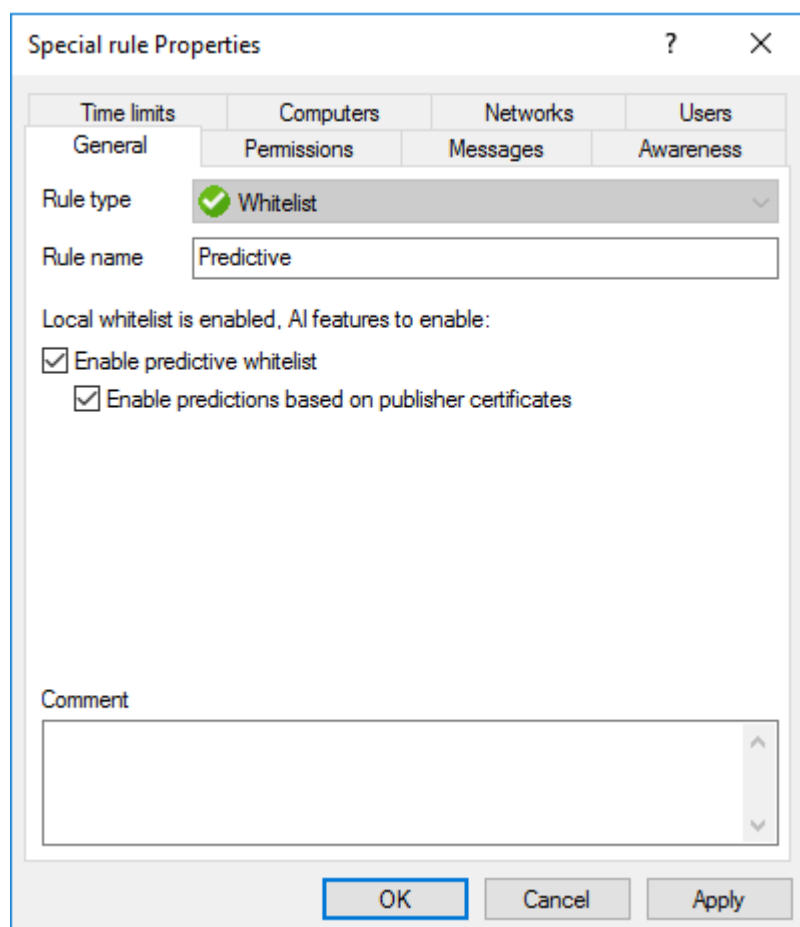 Special rule Properties
Time limits Computers Networks Users
General Permissions Messages Awareness
Rule type Whitelist
Rule name Predictive
Local whitelist is enabled, AI features to enable:
Enable predictive whitelist
Enable predictions based on publisher certificates
Comment
OK Cancel Apply